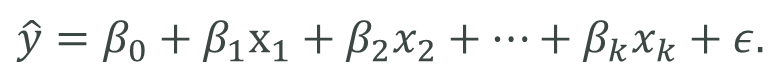 ŷ = β₀ + β₁x₁ + β₂x₂ + ⋯ + βₖxₖ + ϵ.